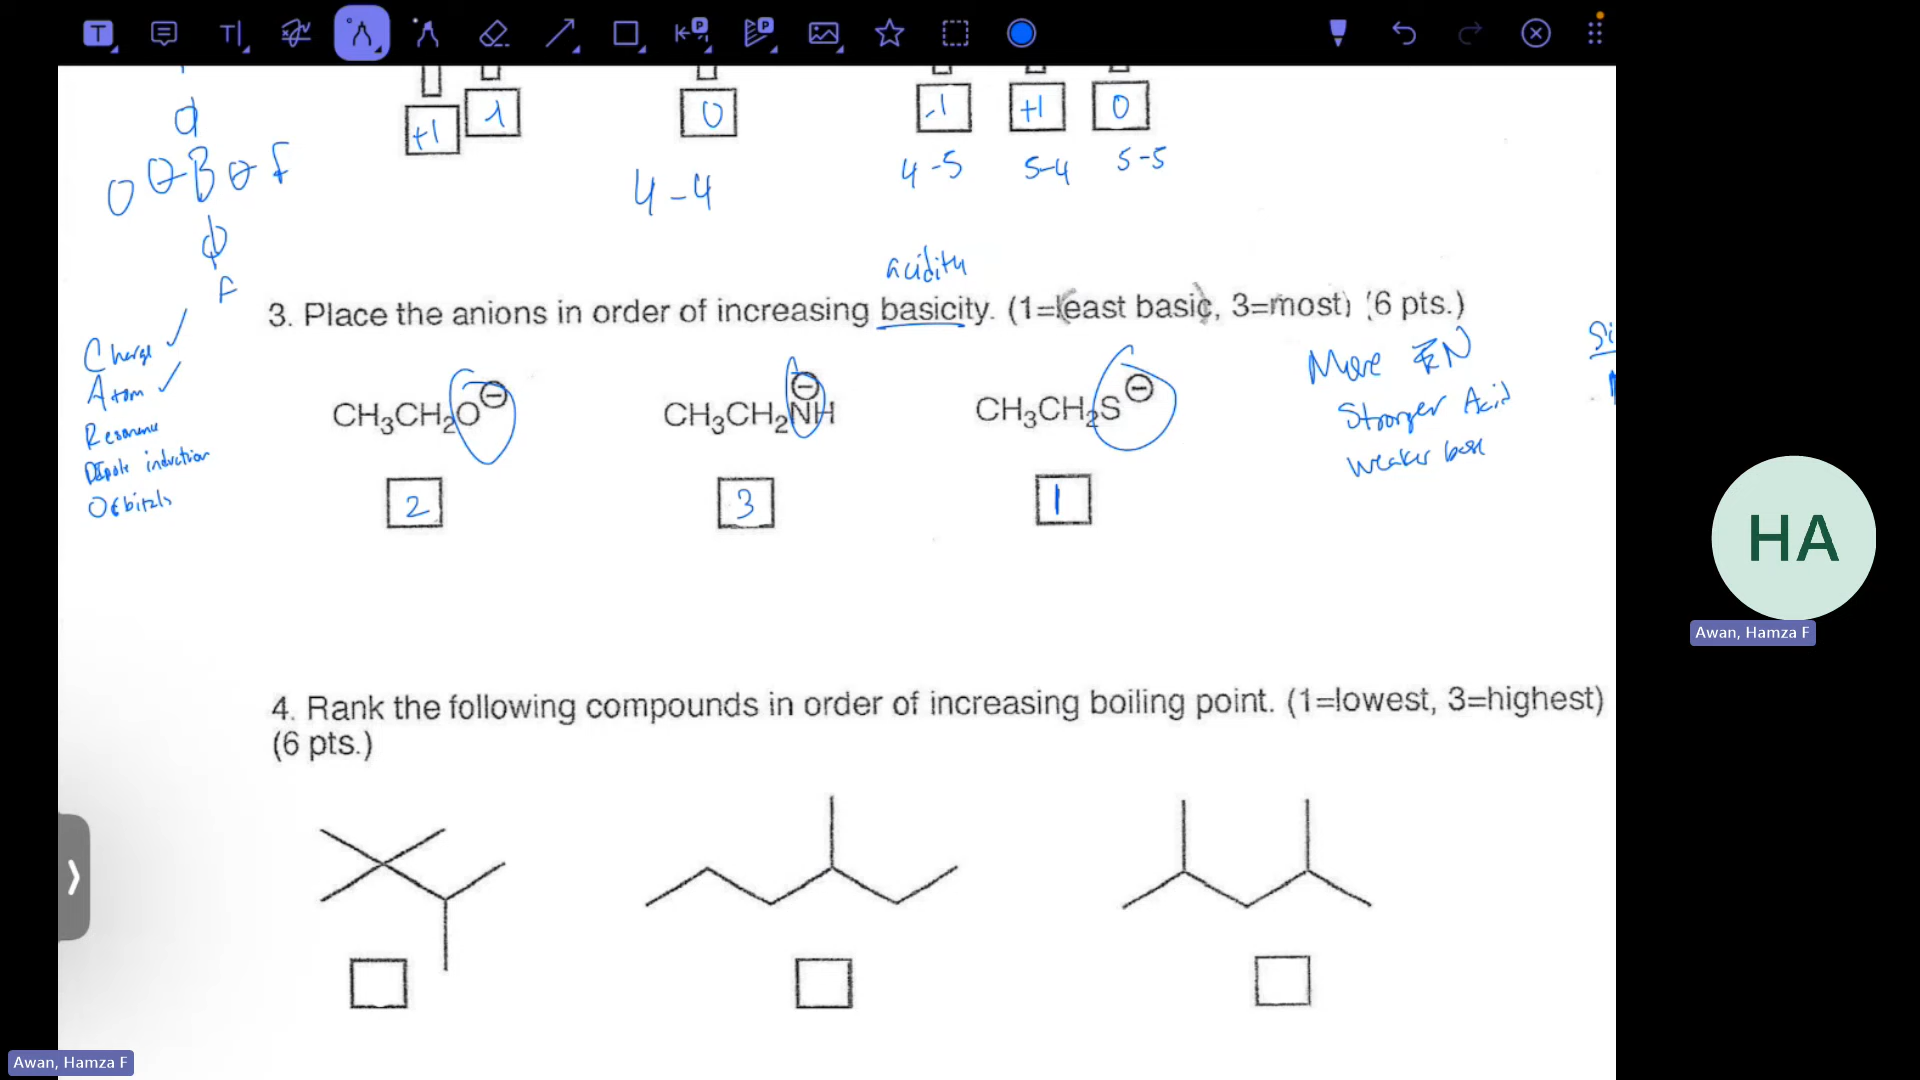 T
T
P
P
d
O B F
F
+1
1
0
4-4
-1
+1
0
4-5
5-4
5-5
acidity
3. Place the anions in order of increasing basicity. (1=least basic, 3=most) (6 pts.)
Charge ✓
Atom ✓
Resonance
Dipole induction
Orbitals
CH₃CH₂O⊖
CH₃CH₂N⊖H
CH₃CH₂S⊖
2
3
1
More EN
Stronger Acid
Weaker base
Si
4. Rank the following compounds in order of increasing boiling point. (1=lowest, 3=highest)
(6 pts.)
HA
Awan, Hamza F
Awan, Hamza F